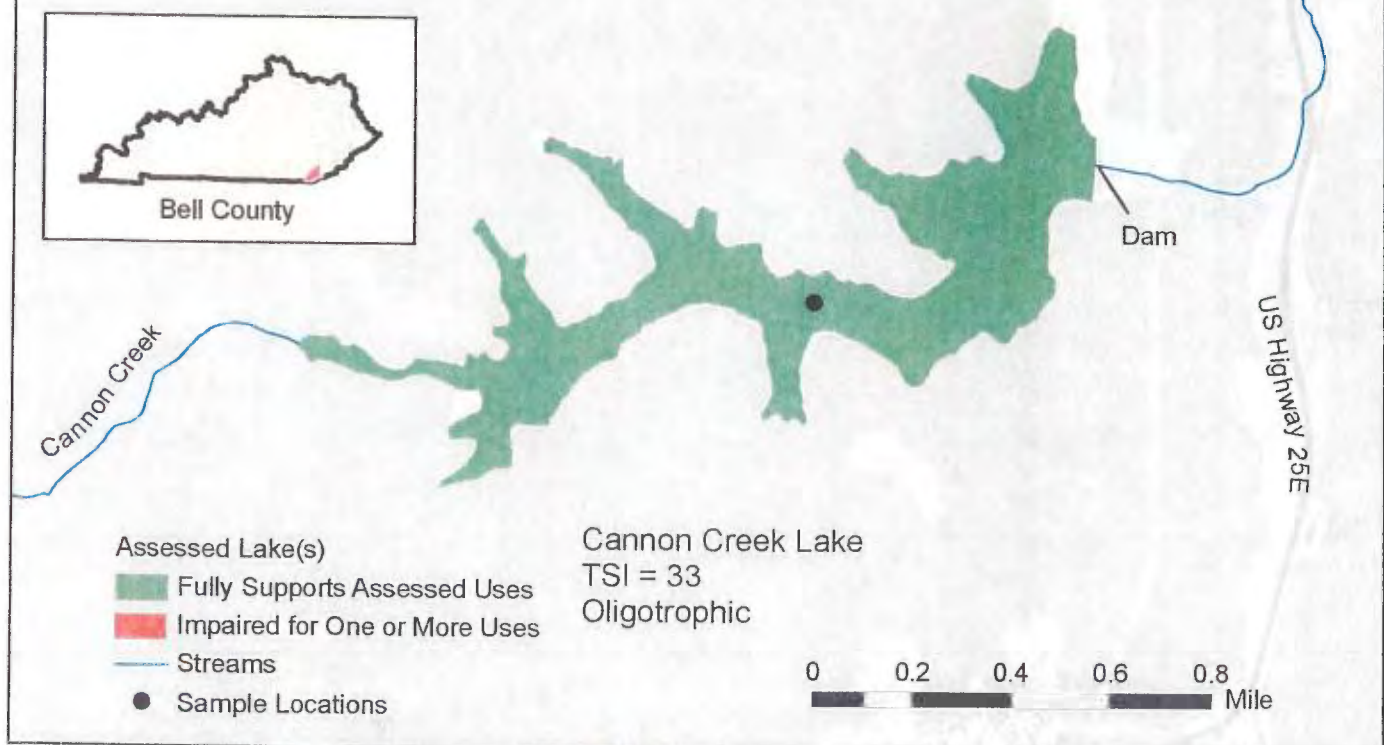 Bell County
Dam
US Highway 25E
Cannon Creek
Assessed Lake(s)
Fully Supports Assessed Uses
Impaired for One or More Uses
Streams
Sample Locations
Cannon Creek Lake
TSI = 33
Oligotrophic
0 0.2 0.4 0.6 0.8
Mile